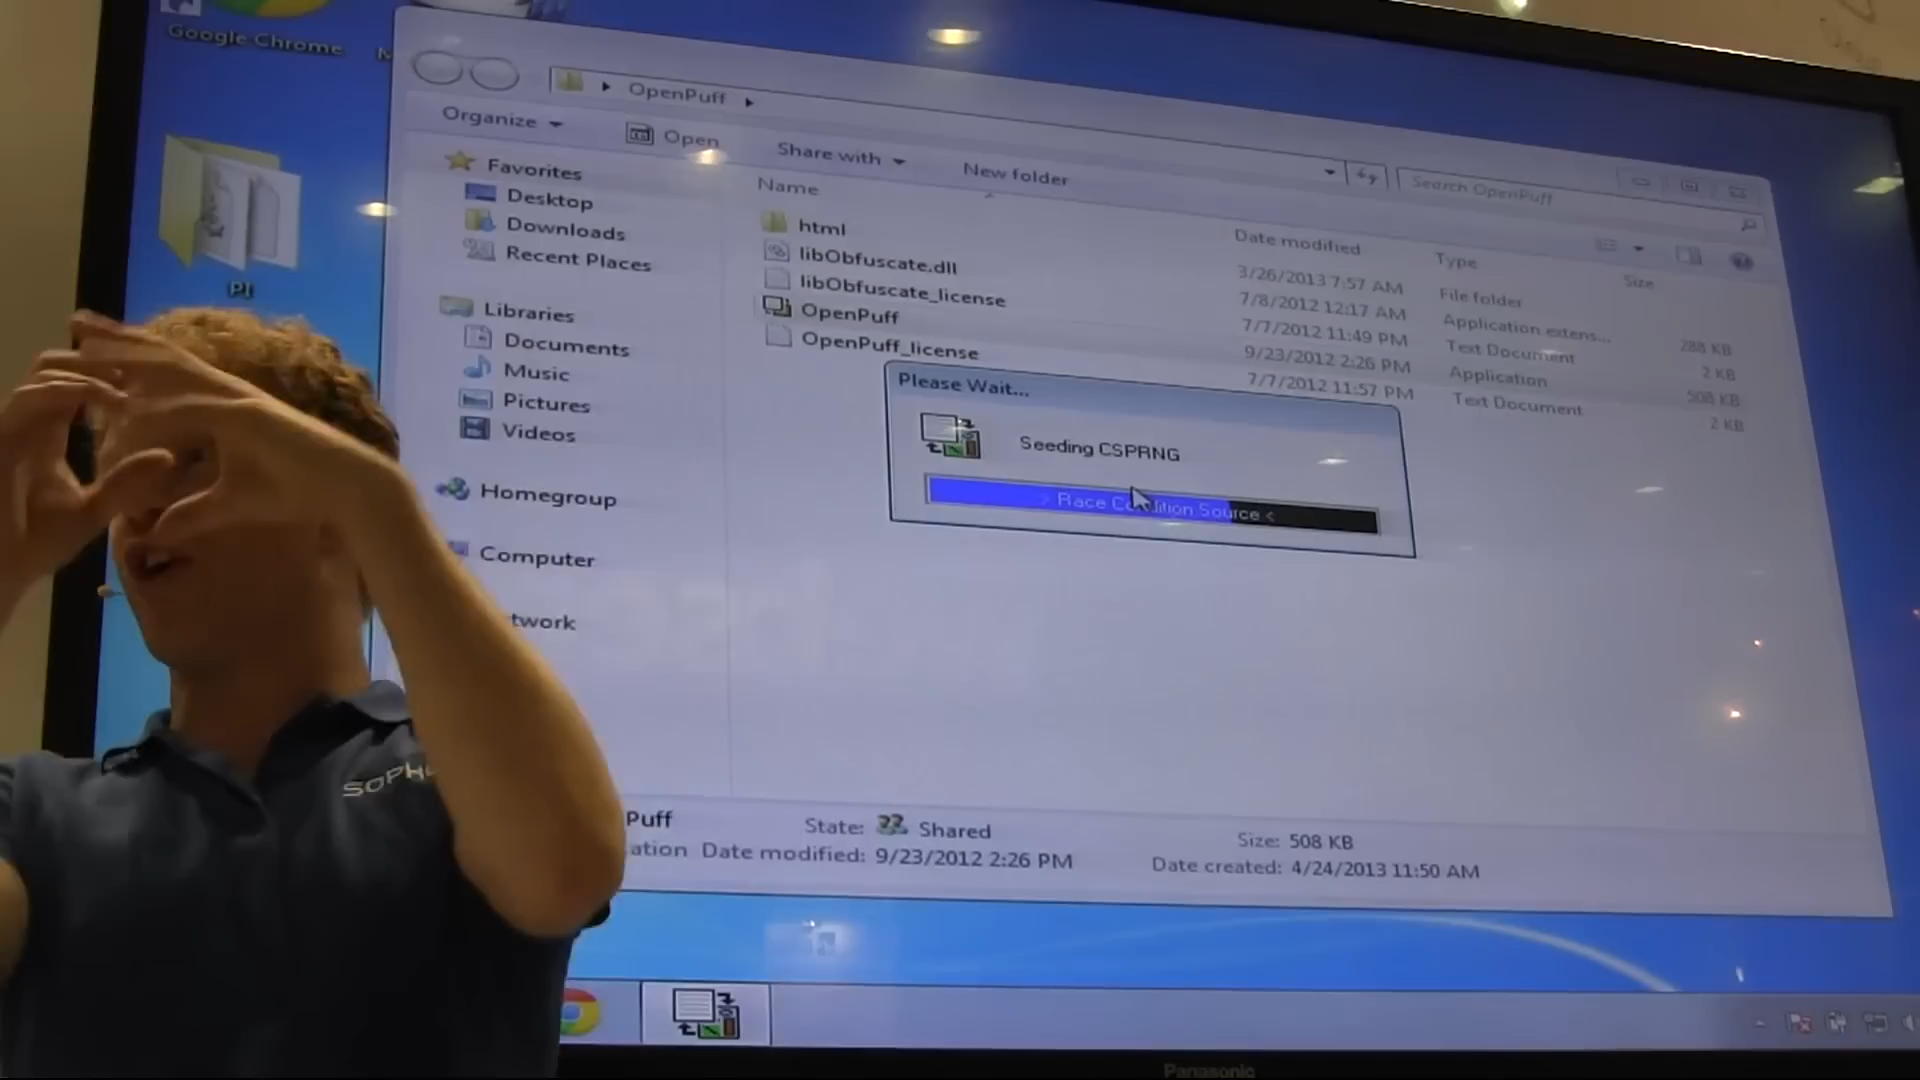 Google Chrome
OpenPuff
Organize
Open
Share with
New folder
Search OpenPuff
Favorites
Desktop
Downloads
Recent Places
Libraries
Documents
Music
Pictures
Videos
Homegroup
Computer
twork
Name
Date modified
Type
Size
html
3/26/2013 7:57 AM
File folder
libObfuscate.dll
7/8/2012 12:17 AM
Application extens...
288 KB
libObfuscate_license
7/7/2012 11:49 PM
Text Document
2 KB
OpenPuff
9/23/2012 2:26 PM
Application
508 KB
OpenPuff_license
7/7/2012 11:57 PM
Text Document
2 KB
PJ
Please Wait...
Seeding CSPRNG
> Race Condition Source <
SOPHO
Puff
State: Shared
Size: 508 KB
ation Date modified: 9/23/2012 2:26 PM
Date created: 4/24/2013 11:50 AM
Panasonic